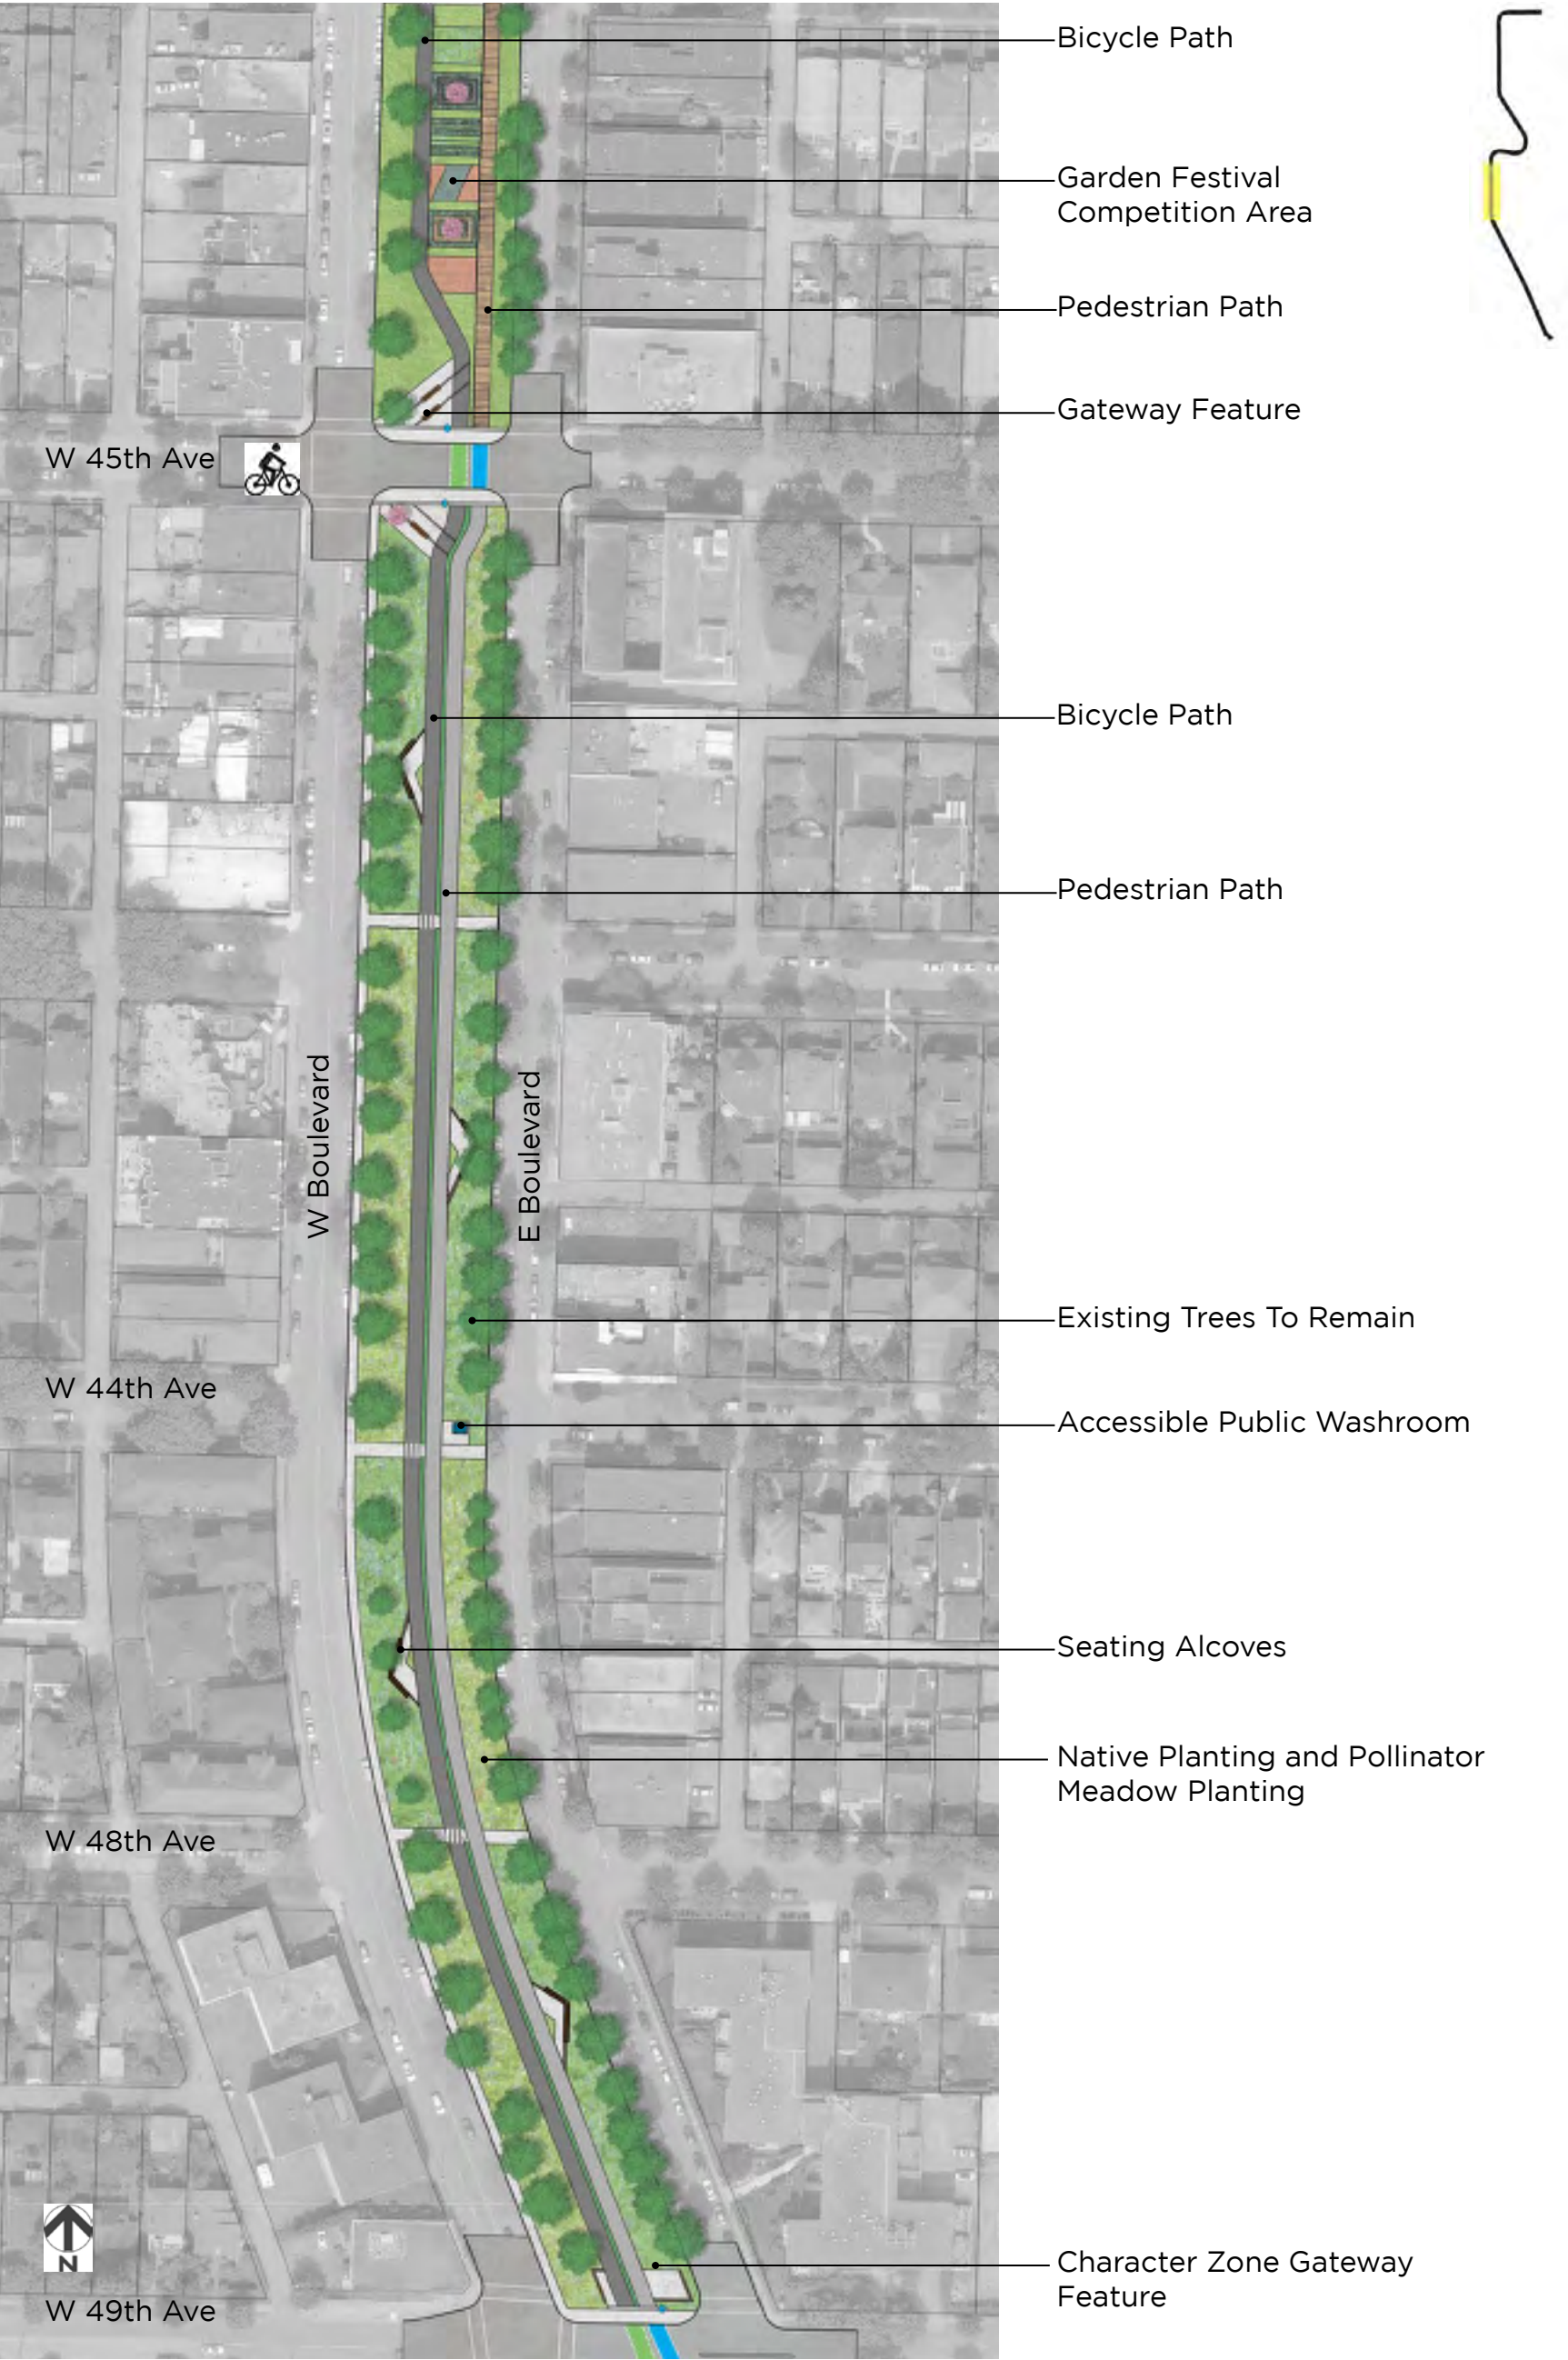 Bicycle Path
Garden Festival
Competition Area
Pedestrian Path
Gateway Feature
W 45th Ave
Bicycle Path
Pedestrian Path
W Boulevard
E Boulevard
Existing Trees To Remain
W 44th Ave
Accessible Public Washroom
Seating Alcoves
Native Planting and Pollinator
Meadow Planting
W 48th Ave
N
Character Zone Gateway
Feature
W 49th Ave